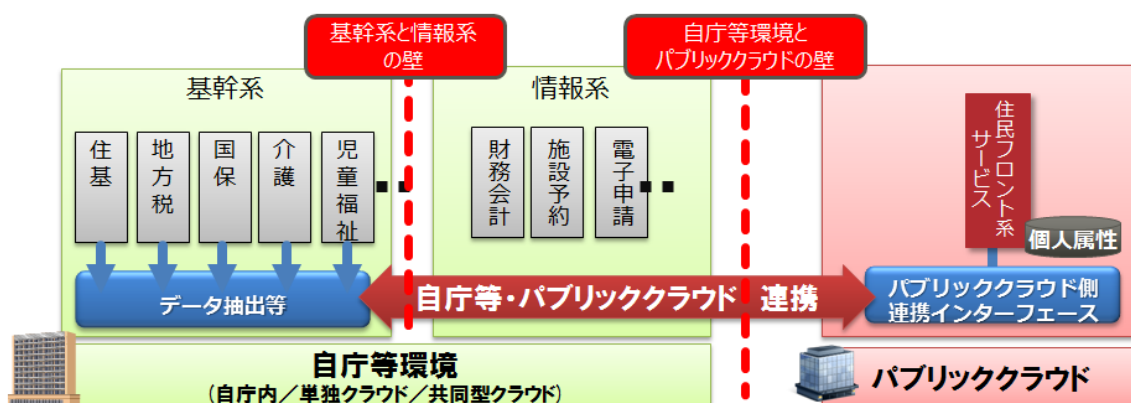 基幹系と情報系
の壁
自庁等環境と
パブリッククラウドの壁
基幹系
情報系
住基
地方税
国保
介護
児童福祉
財務会計
施設予約
電子申請
住民フロント系
サービス
個人属性
データ抽出等
自庁等・パブリッククラウド 連携
パブリッククラウド側
連携インターフェース
自庁等環境
(自庁内/単独クラウド/共同型クラウド)
パブリッククラウド